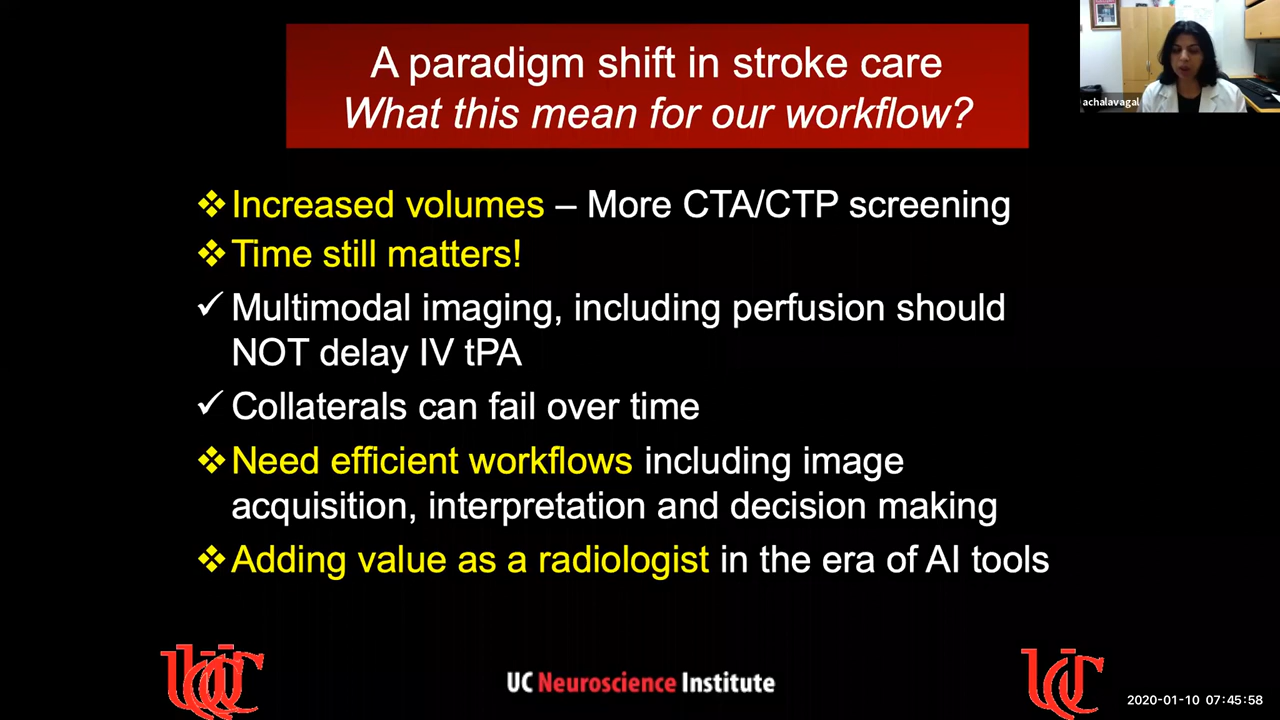 A paradigm shift in stroke care
What this mean for our workflow?
achalavagal
Increased volumes – More CTA/CTP screening
Time still matters!
Multimodal imaging, including perfusion should
NOT delay IV tPA
Collaterals can fail over time
Need efficient workflows including image
acquisition, interpretation and decision making
Adding value as a radiologist in the era of AI tools
UC Neuroscience Institute
UC
2020-01-10 07:45:58